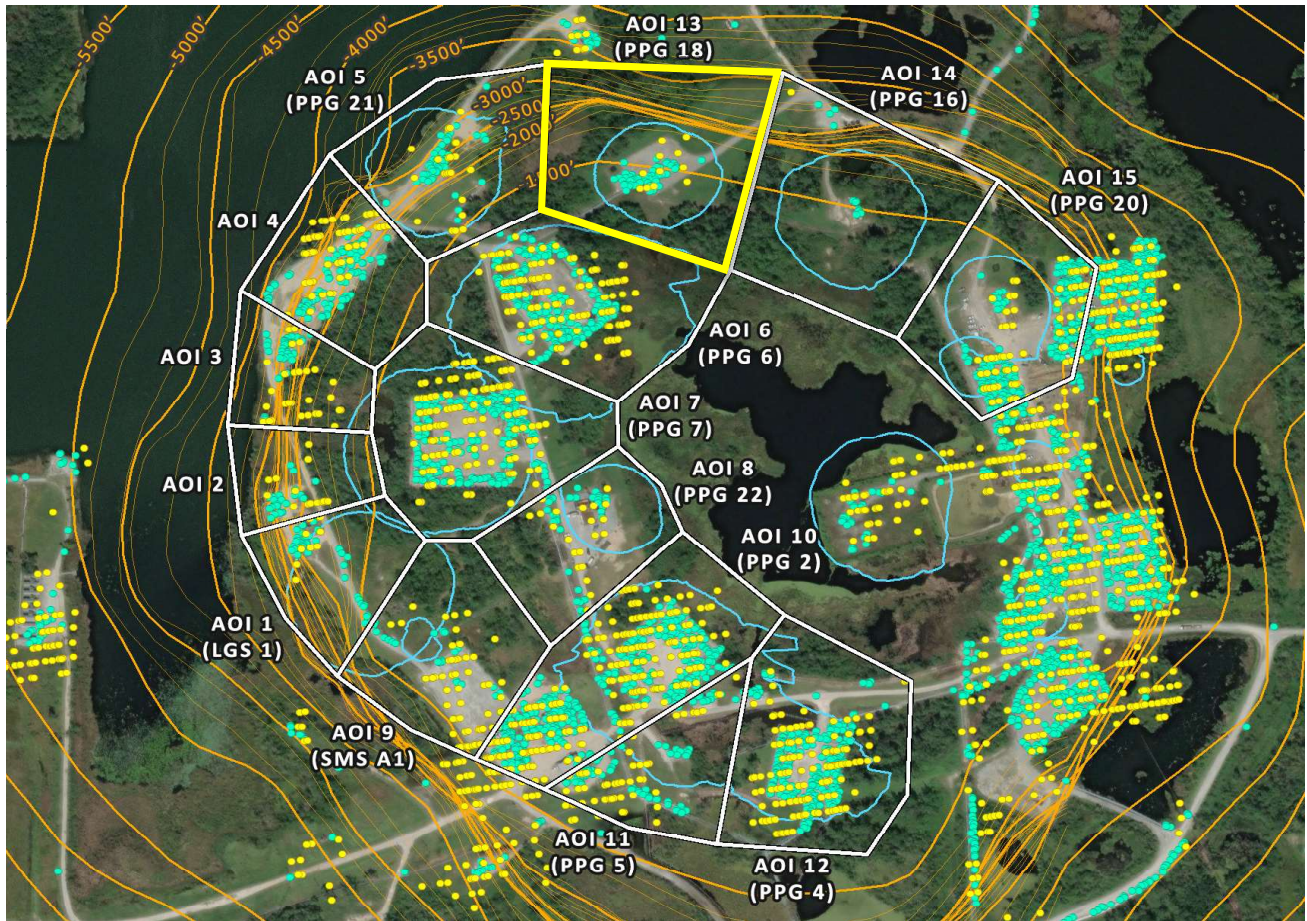 -5500'
-5000'
-4500'
-4000'
-3500'
-3000'
-2500'
-2000'
AOI 13
(PPG 18)
AOI 5
(PPG 21)
AOI 14
(PPG 16)
AOI 15
(PPG 20)
AOI 4
AOI 3
AOI 6
(PPG 6)
AOI 7
(PPG 7)
AOI 8
(PPG 22)
AOI 2
AOI 10
(PPG 2)
AOI 1
(LGS 1)
AOI 9
(SMS A1)
AOI 11
(PPG 5)
AOI 12
(PPG 4)